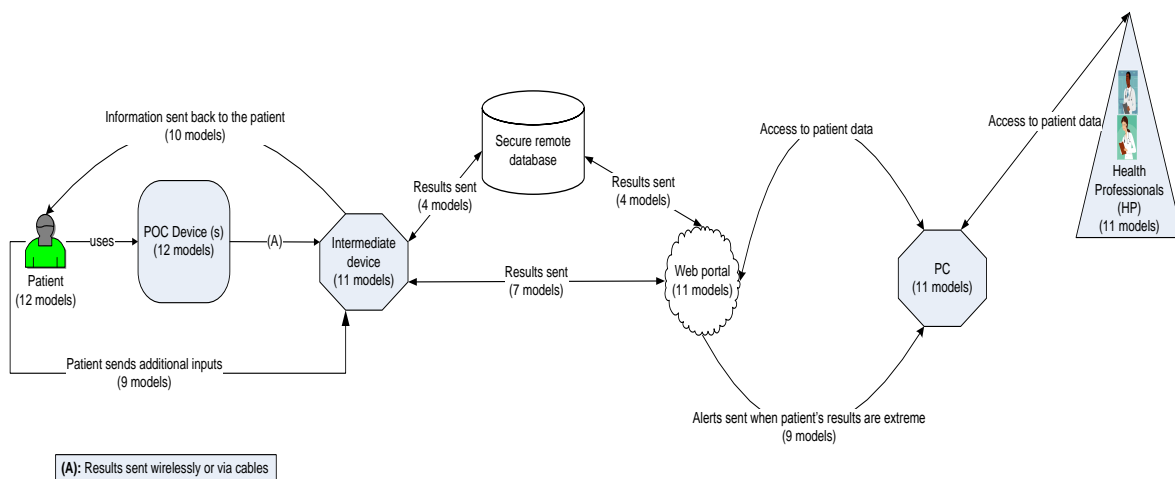 Information sent back to the patient
(10 models)
Secure remote
database
Access to patient data
Access to patient data
Health
Professionals
(HP)
(11 models)
Results sent
(4 models)
Results sent
(4 models)
Patient
(12 models)
uses
POC Device (s)
(12 models)
(A)
Intermediate
device
(11 models)
Results sent
(7 models)
Web portal
(11 models)
PC
(11 models)
Patient sends additional inputs
(9 models)
Alerts sent when patient's results are extreme
(9 models)
(A): Results sent wirelessly or via cables